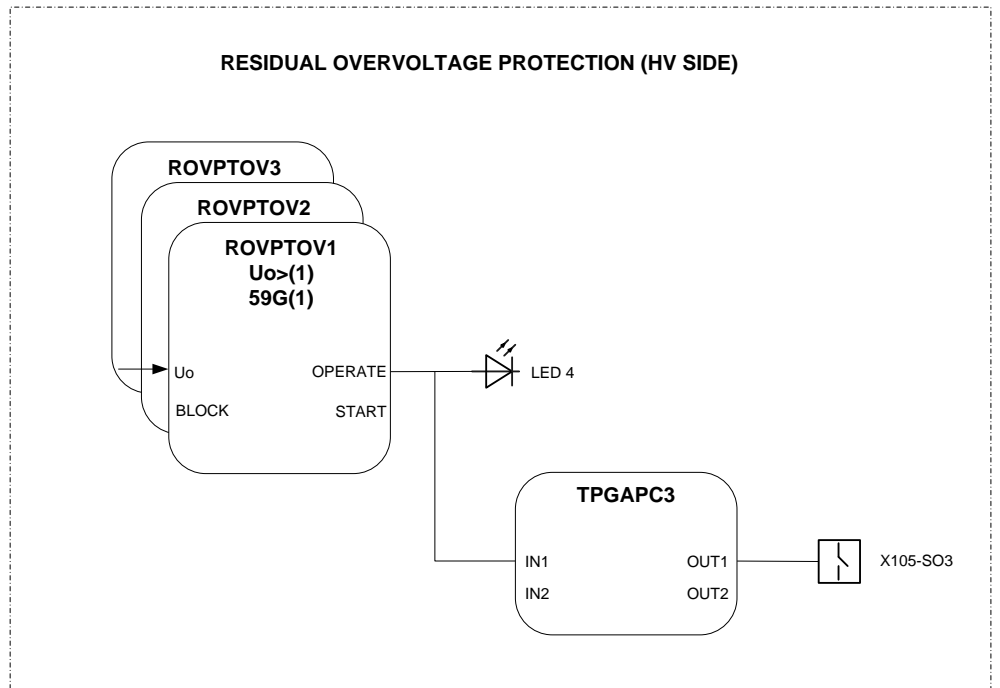 RESIDUAL OVERVOLTAGE PROTECTION (HV SIDE)
ROVPTOV3
ROVPTOV2
ROVPTOV1
Uo>(1)
59G(1)
Uo
OPERATE
BLOCK
START
LED 4
TPGAPC3
IN1
OUT1
IN2
OUT2
X105-SO3